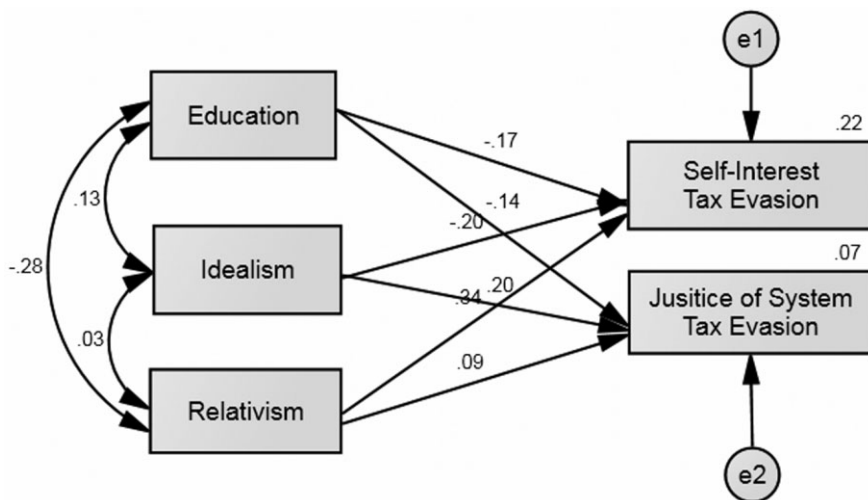 e1
.22
Education
-.17
Self-Interest
Tax Evasion
.13
-.14
-.20
.07
-.28
Idealism
.20
.34
Jusitice of System
Tax Evasion
.03
.09
Relativism
e2